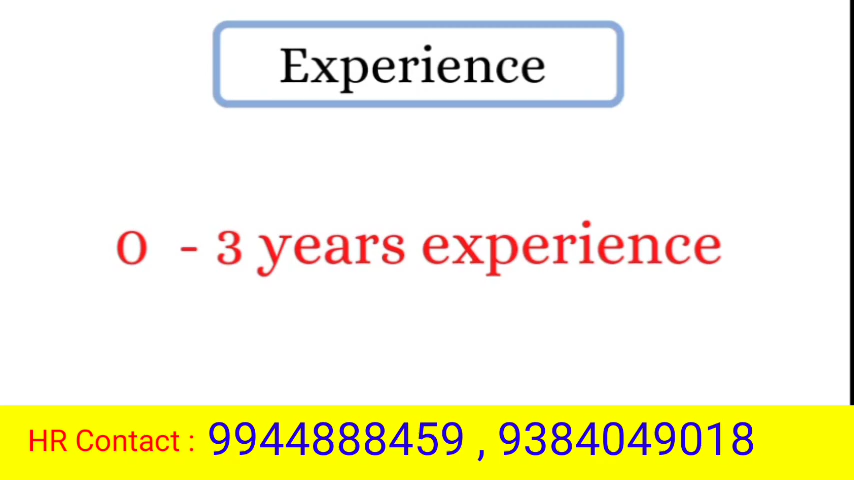 Experience
0 - 3 years experience
HR Contact : 9944888459 , 9384049018